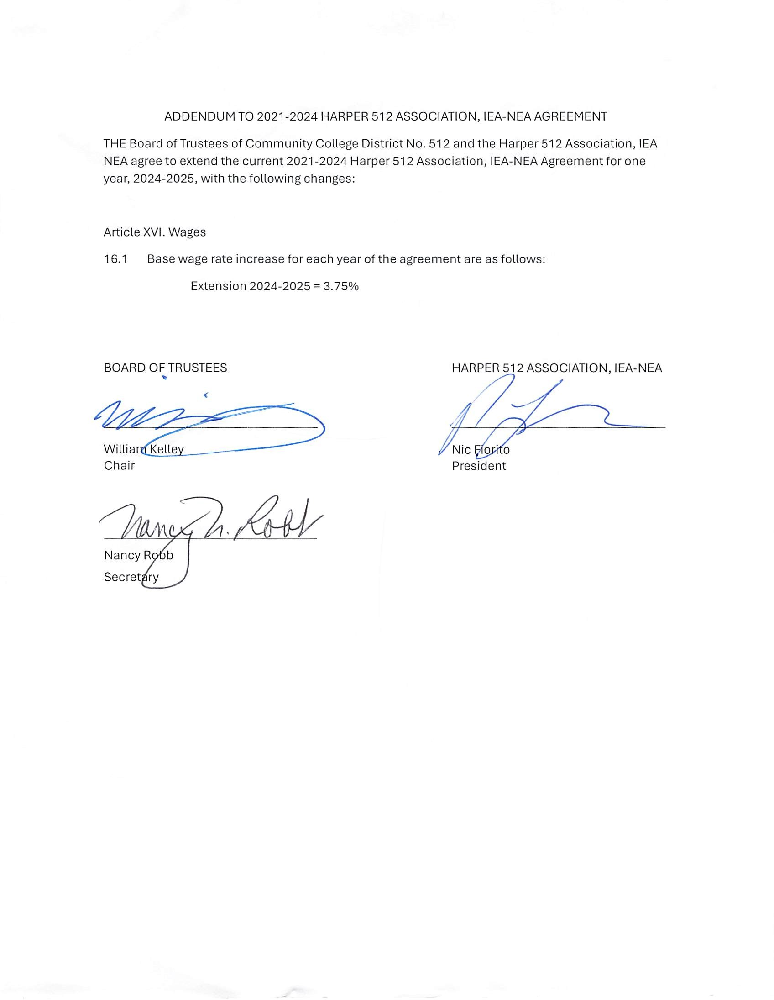 ADDENDUM TO 2021-2024 HARPER 512 ASSOCIATION, IEA-NEA AGREEMENT
THE Board of Trustees of Community College District No. 512 and the Harper 512 Association, IEA
NEA agree to extend the current 2021-2024 Harper 512 Association, IEA-NEA Agreement for one
year, 2024-2025, with the following changes:
Article XVI. Wages
16.1 Base wage rate increase for each year of the agreement are as follows:
Extension 2024-2025 = 3.75%
BOARD OF TRUSTEES
William Kelley
Chair
HARPER 512 ASSOCIATION, IEA-NEA
Nic Fiorito
President
Nancy N. Robb
Nancy Robb
Secretary